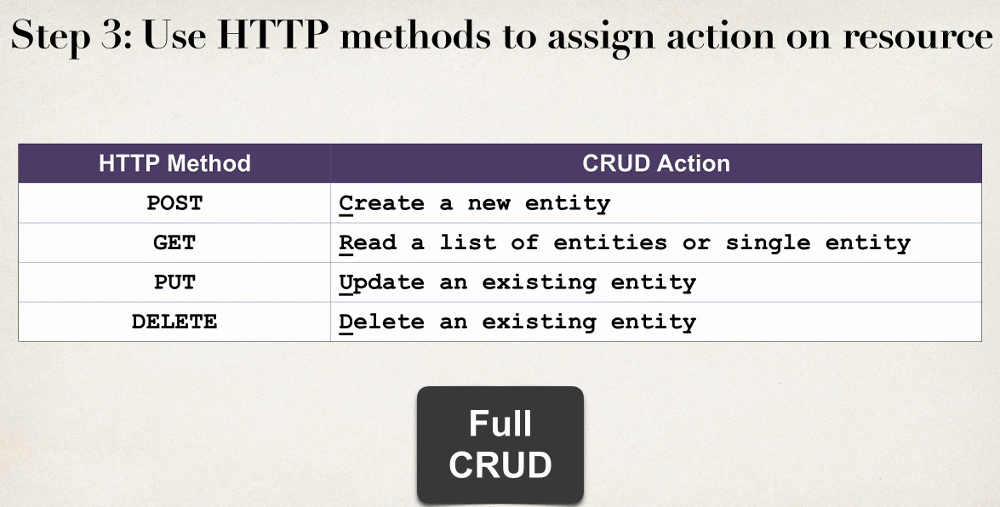 Step 3: Use HTTP methods to assign action on resource
HTTP Method CRUD Action
POST Create a new entity
GET Read a list of entities or single entity
PUT Update an existing entity
DELETE Delete an existing entity
Full
CRUD